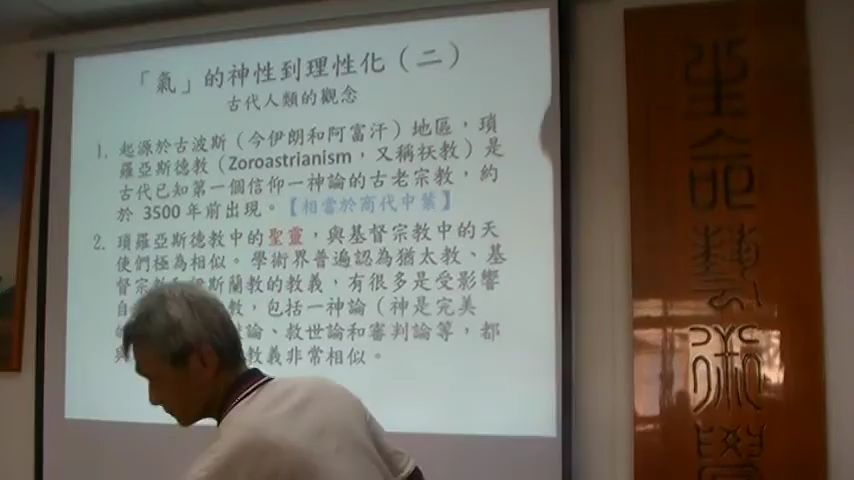 「氣」的神性到理性化(二)
古代人類的觀念
1. 起源於古波斯(今伊朗和阿富汗)地區,瑣
羅亞斯德教(Zoroastrianism,又稱祆教)是
古代已知第一個信仰一神論的古老宗教,約
於 3500 年前出現。【相當於商代中葉】
2. 瑣羅亞斯德教中的聖靈,與基督宗教中的天
使們極為相似。學術界普遍認為猶太教、基
督宗教和伊斯蘭教的教義,有很多是受影響
自 教,包括一神論(神是完美
論、救世論和審判論等,都
與 教義非常相似。
生命藝術學